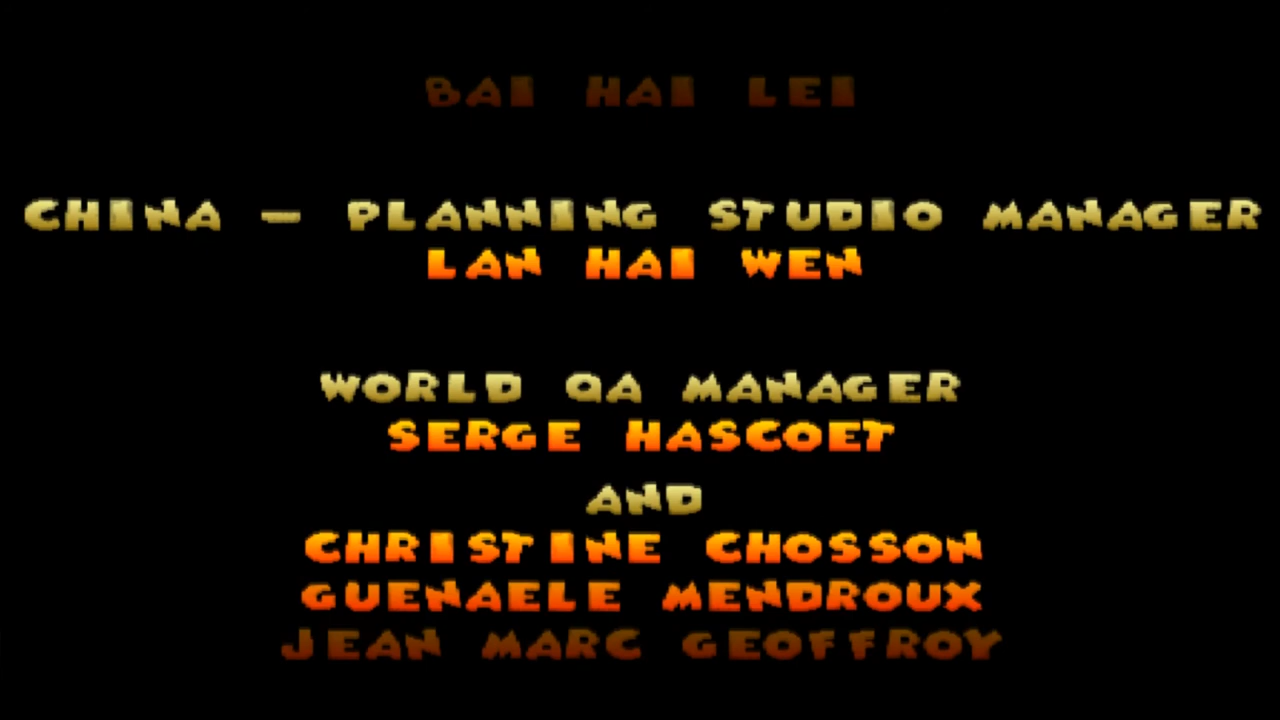 BAI HAI LEI
CHINA - PLANNING STUDIO MANAGER
LAN HAI WEN
WORLD QA MANAGER
SERGE HASCOET
AND
CHRISTINE CHOSSON
GUENAELE MENDROUX
JEAN MARC GEOFFROY